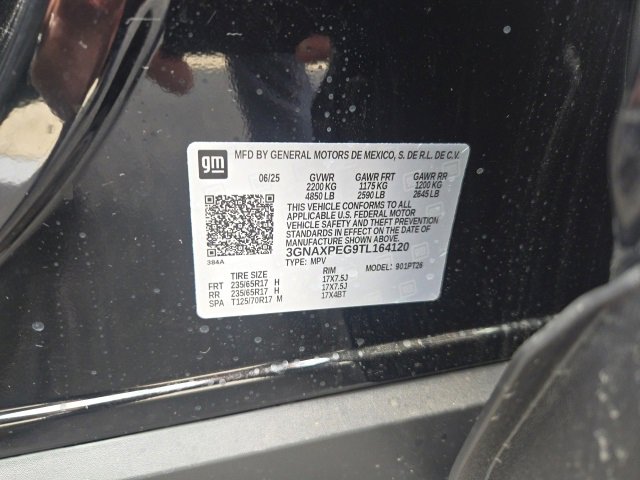 gm MFD BY GENERAL MOTORS DE MEXICO, S. DE R.L. DE C.V.
06/25 GVWR GAWR FRT GAWR RR
2200 KG 1175 KG 1200 KG
4850 LB 2590 LB 2645 LB
THIS VEHICLE CONFORMS TO ALL
APPLICABLE U.S. FEDERAL MOTOR
VEHICLE SAFETY AND THEFT PREVENTION
STANDARDS IN EFFECT ON THE DATE OF
MANUFACTURE SHOWN ABOVE.
3GNAXPEG9TL164120
384A TYPE: MPV MODEL: 901PT26
TIRE SIZE RIM
FRT 235/65R17 H 17X7.5J
RR 235/65R17 H 17X7.5J
SPA T125/70R17 M 17X4BT